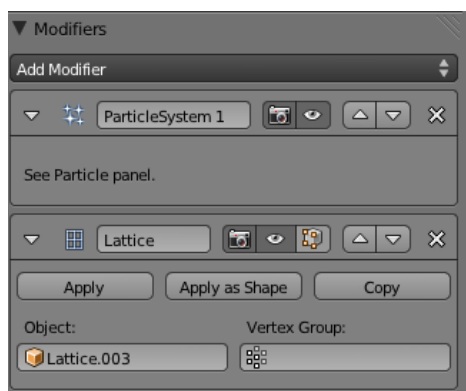 Modifiers
Add Modifier
ParticleSystem 1
See Particle panel.
Lattice
Apply Apply as Shape Copy
Object: Vertex Group:
Lattice.003